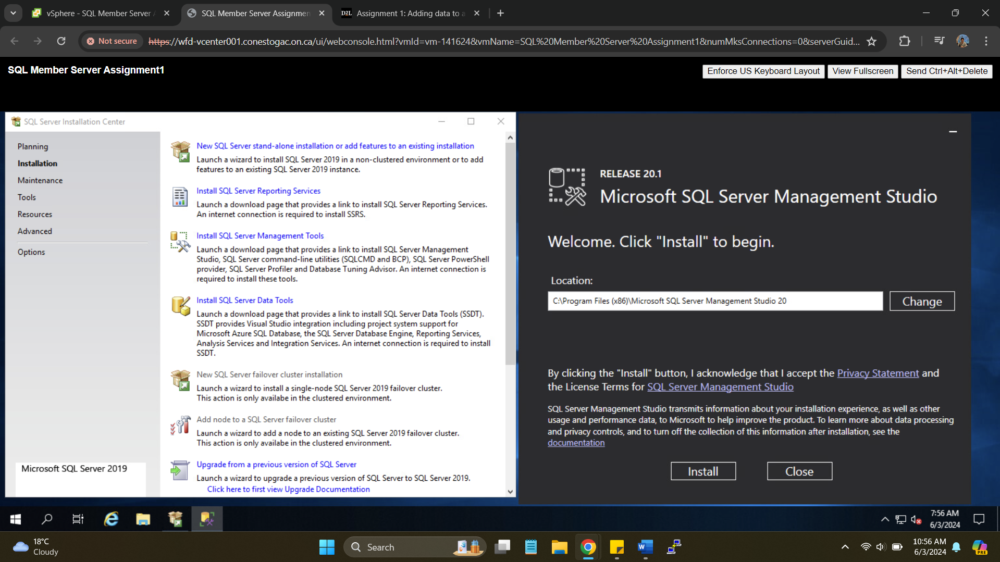 vSphere - SQL Member Server A
SQL Member Server Assignmen
D2L
Assignment 1: Adding data to a
Not secure
https://wfd-vcenter001.conestogac.on.ca/ui/webconsole.html?vmId=vm-141624&vmName=SQL%20Member%20Server%20Assignment1&numMksConnections=0&serverGuid...
SQL Member Server Assignment1
Enforce US Keyboard Layout
View Fullscreen
Send Ctrl+Alt+Delete
SQL Server Installation Center
Planning
Installation
Maintenance
Tools
Resources
Advanced
Options
Microsoft SQL Server 2019
New SQL Server stand-alone installation or add features to an existing installation
Launch a wizard to install SQL Server 2019 in a non-clustered environment or to add
features to an existing SQL Server 2019 instance.
Install SQL Server Reporting Services
Launch a download page that provides a link to install SQL Server Reporting Services.
An internet connection is required to install SSRS.
Install SQL Server Management Tools
Launch a download page that provides a link to install SQL Server Management
Studio, SQL Server command-line utilities (SQLCMD and BCP), SQL Server PowerShell
provider, SQL Server Profiler and Database Tuning Advisor. An internet connection is
required to install these tools.
Install SQL Server Data Tools
Launch a download page that provides a link to install SQL Server Data Tools (SSDT).
SSDT provides Visual Studio integration including project system support for
Microsoft Azure SQL Database, the SQL Server Database Engine, Reporting Services,
Analysis Services and Integration Services. An internet connection is required to install
SSDT.
New SQL Server failover cluster installation
Launch a wizard to install a single-node SQL Server 2019 failover cluster.
This action is only availabe in the clustered environment.
Add node to a SQL Server failover cluster
Launch a wizard to add a node to an existing SQL Server 2019 failover cluster.
This action is only availabe in the clustered environment.
Upgrade from a previous version of SQL Server
Launch a wizard to upgrade a previous version of SQL Server to SQL Server 2019.
Click here to first view Upgrade Documentation
RELEASE 20.1
Microsoft SQL Server Management Studio
Welcome. Click "Install" to begin.
Location:
C:\Program Files (x86)\Microsoft SQL Server Management Studio 20
Change
By clicking the "Install" button, I acknowledge that I accept the Privacy Statement and
the License Terms for SQL Server Management Studio
SQL Server Management Studio transmits information about your installation experience, as well as other
usage and performance data, to Microsoft to help improve the product. To learn more about data processing
and privacy controls, and to turn off the collection of this information after installation, see the
documentation
Install
Close
7:56 AM
6/3/2024
18°C
Cloudy
Search
W
10:56 AM
6/3/2024
PRE